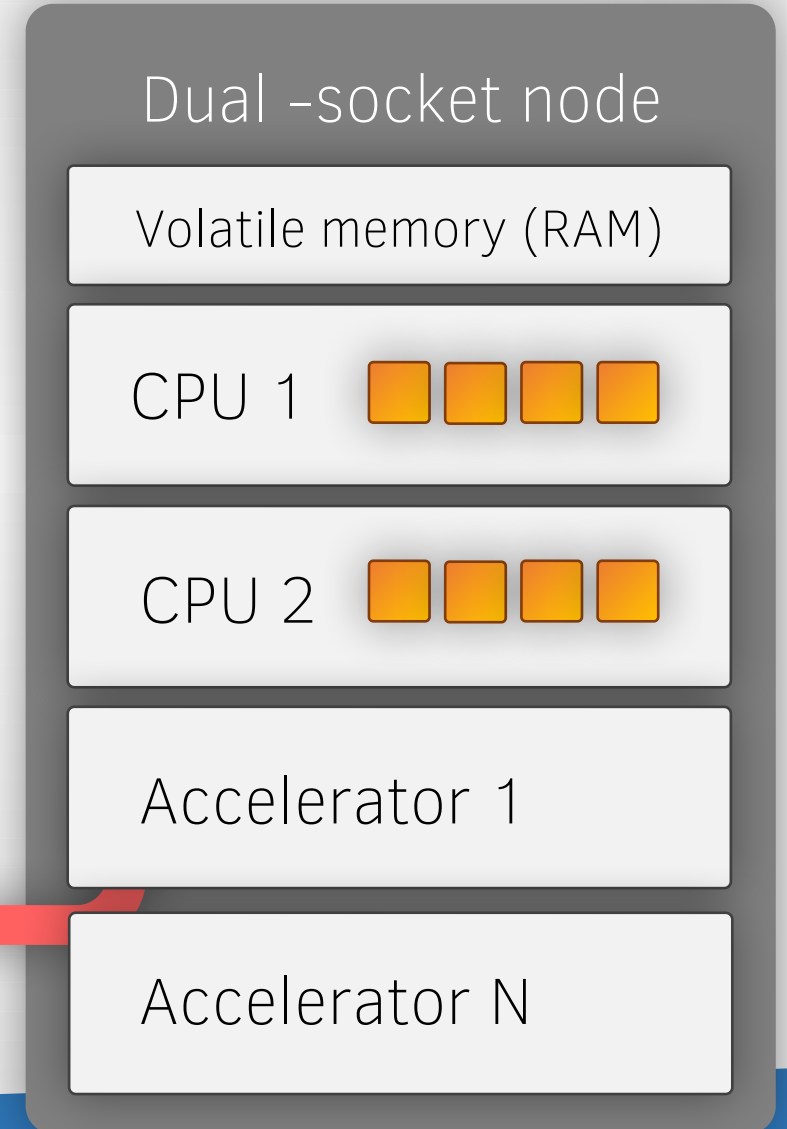 Dual -socket node
Volatile memory (RAM)
CPU 1
CPU 2
Accelerator 1
Accelerator N